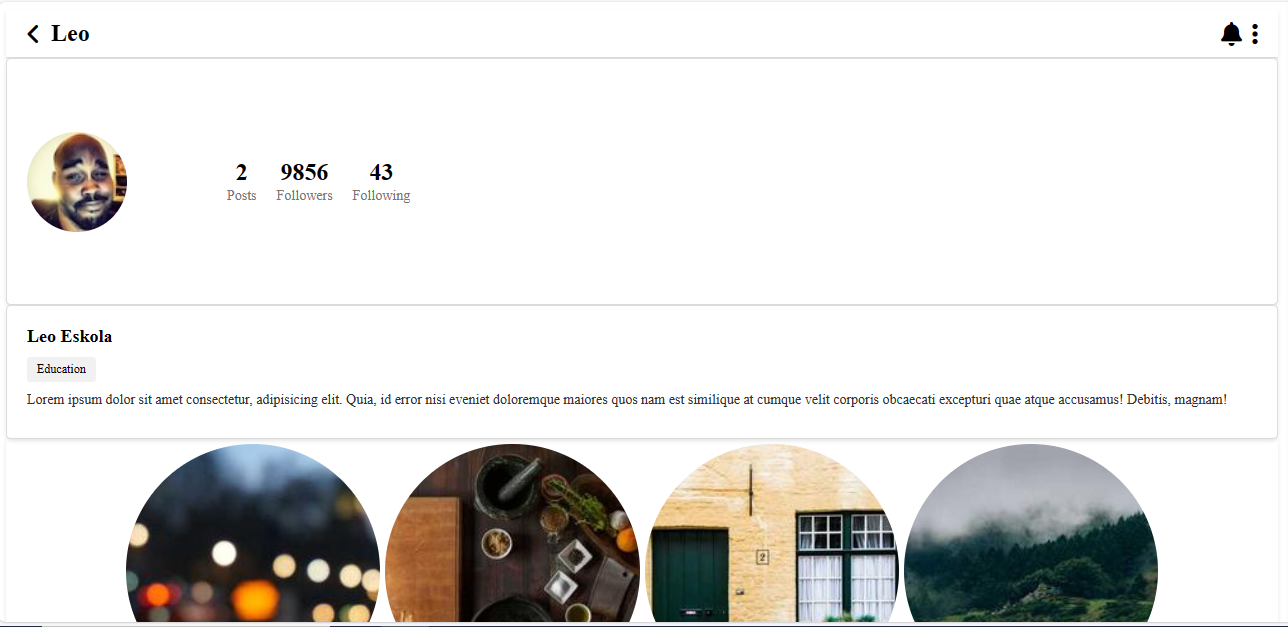 Leo
2 9856 43
Posts Followers Following
Leo Eskola
Education
Lorem ipsum dolor sit amet consectetur, adipisicing elit. Quia, id error nisi eveniet doloremque maiores quos nam est similique at cumque velit corporis obcaecati excepturi quae atque accusamus! Debitis, magnam!
2